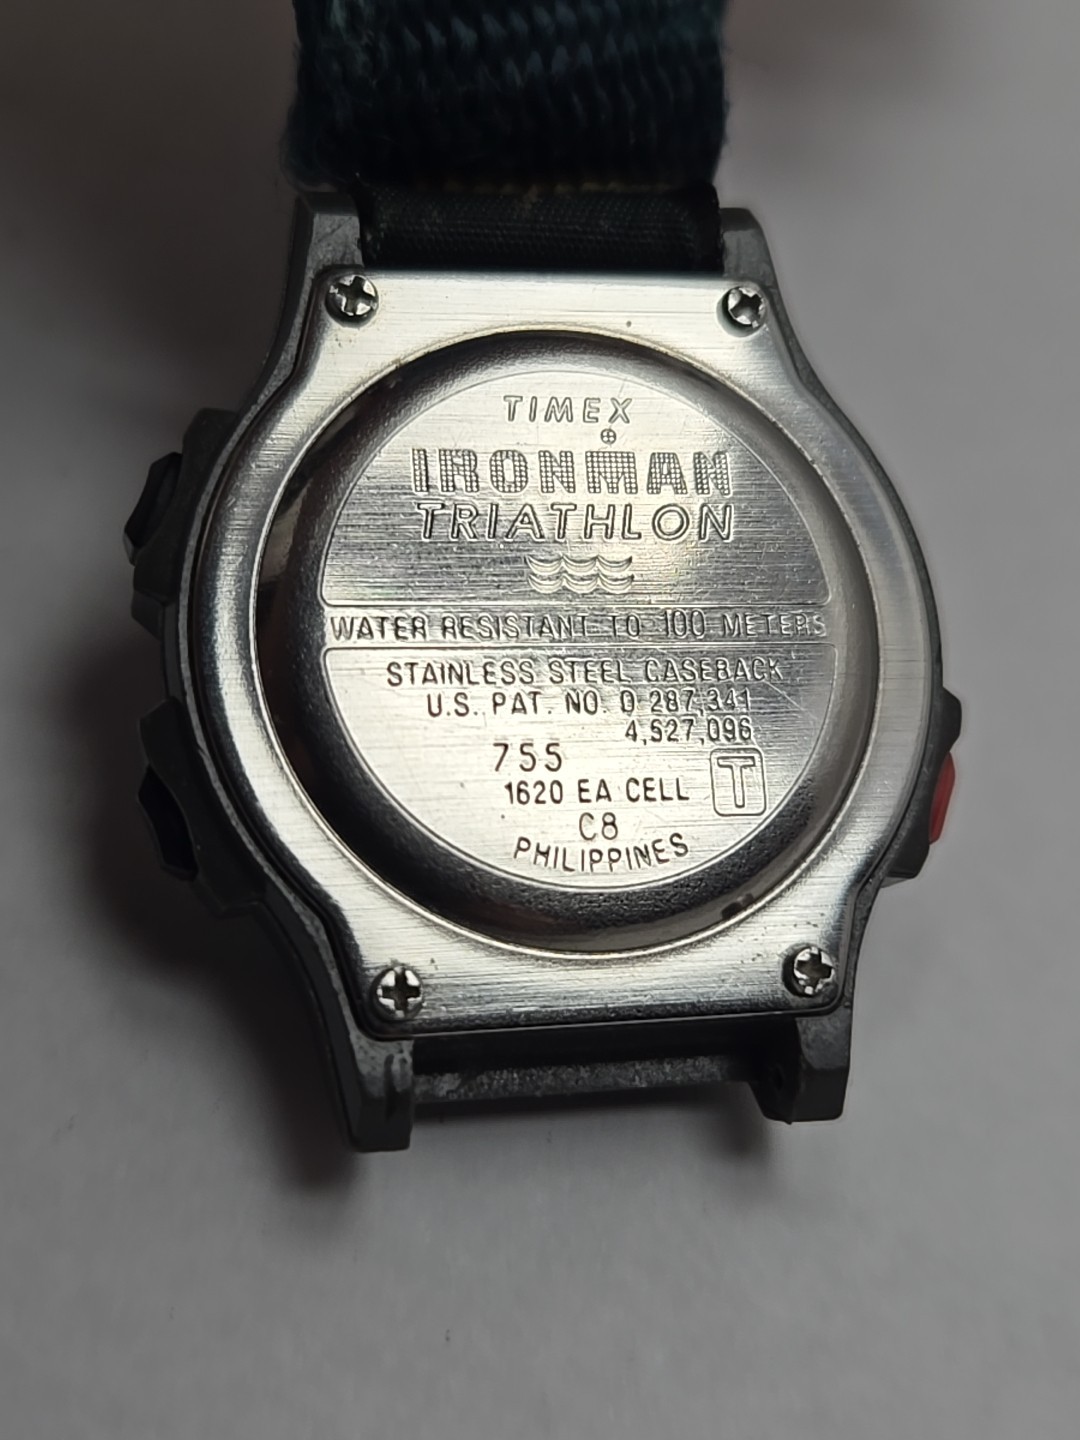 TIMEX
IRONMAN
TRIATHLON
WATER RESISTANT TO 100 METERS
STAINLESS STEEL CASEBACK
U.S. PAT. NO. D 287,341
4,527,096
755
1620 EA CELL T
C8
PHILIPPINES